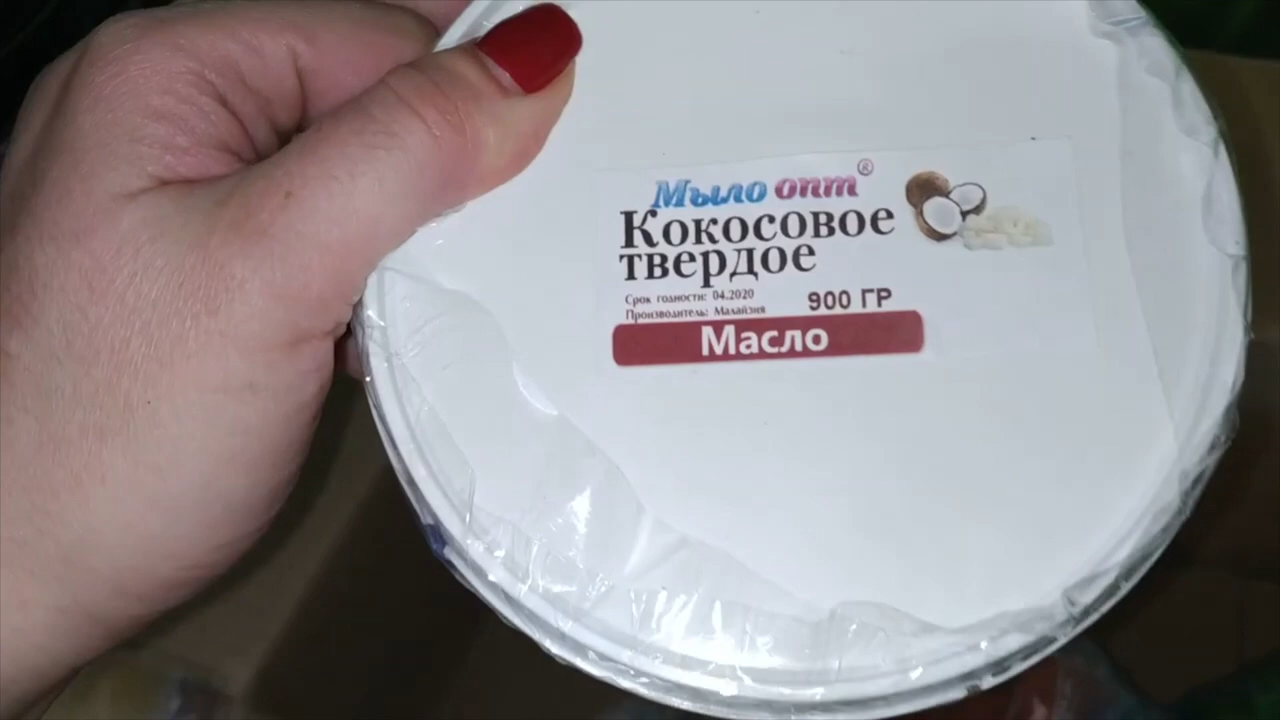 Мыло опт®
Кокосовое
твердое
Срок годности: 04.2020
Производитель: Малайзия
900 ГР
Масло